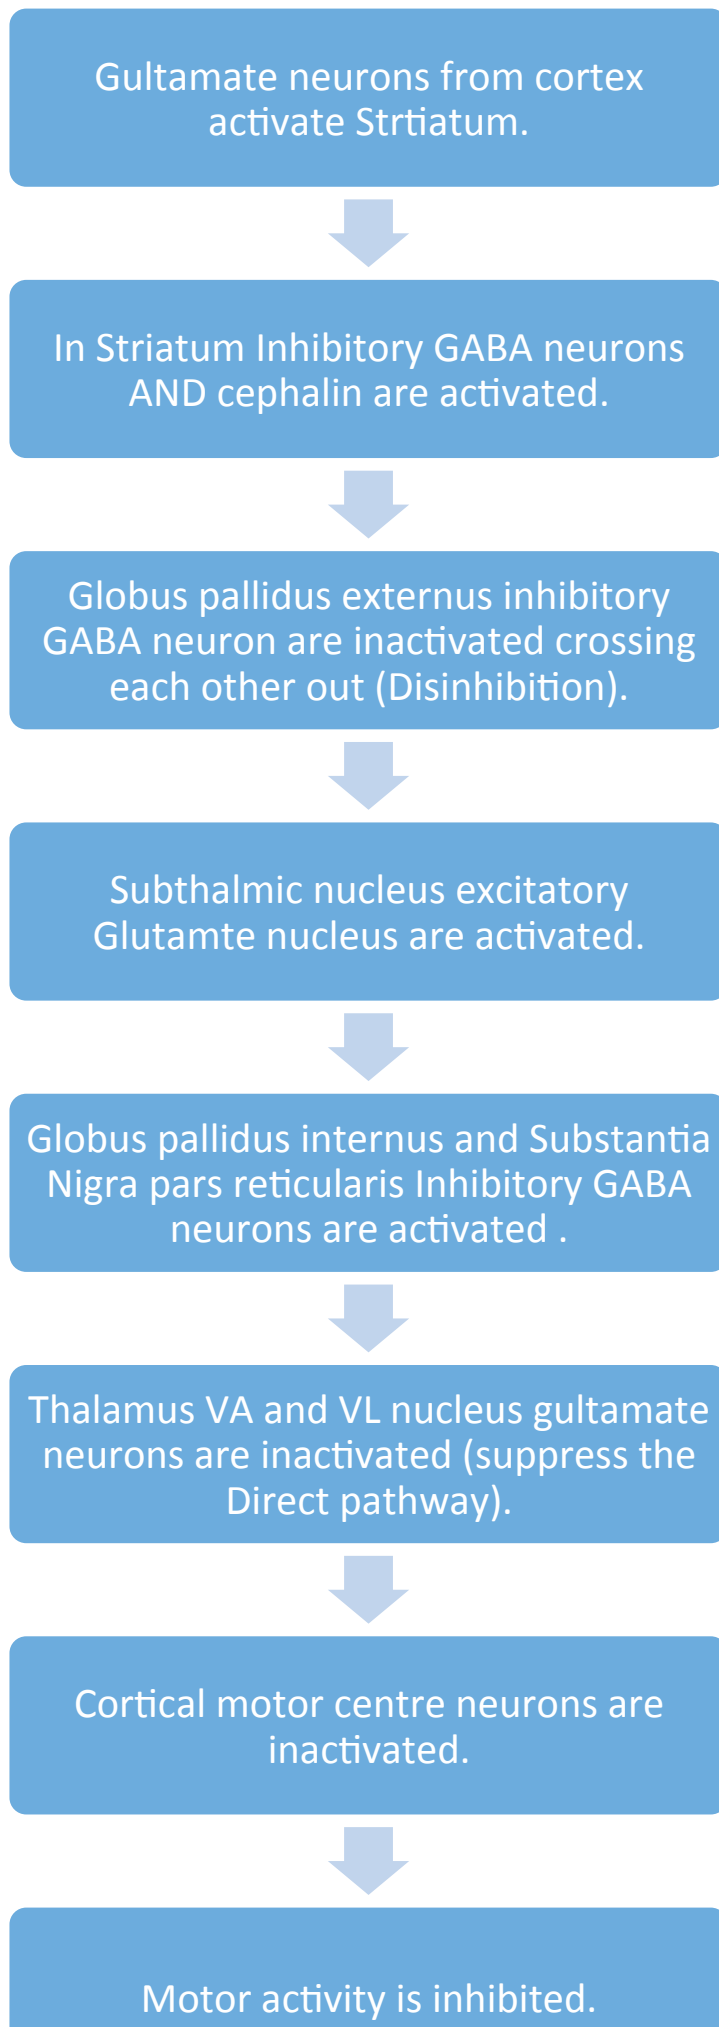 Gultamate neurons from cortex
activate Strtiatum.
In Striatum Inhibitory GABA neurons
AND cephalin are activated.
Globus pallidus externus inhibitory
GABA neuron are inactivated crossing
each other out (Disinhibition).
Subthalmic nucleus excitatory
Glutamte nucleus are activated.
Globus pallidus internus and Substantia
Nigra pars reticularis Inhibitory GABA
neurons are activated .
Thalamus VA and VL nucleus gultamate
neurons are inactivated (suppress the
Direct pathway).
Cortical motor centre neurons are
inactivated.
Motor activity is inhibited.